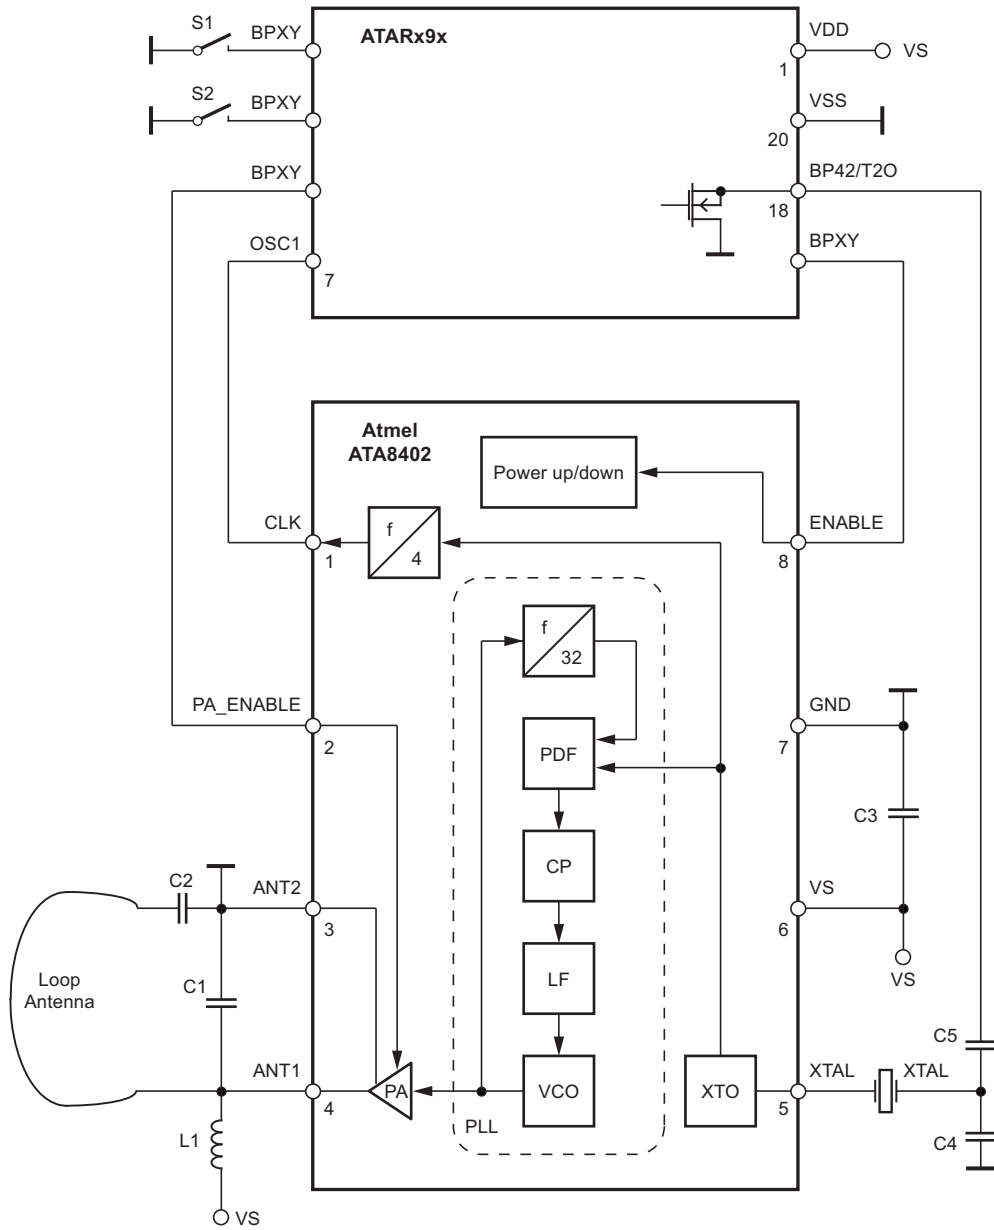 S1
BPXY
ATARx9x
VDD
1
VS
S2
BPXY
VSS
20
BPXY
BP42/T2O
18
OSC1
7
BPXY
Atmel
ATA8402
Power up/down
CLK
1
f
4
ENABLE
8
f
32
PA_ENABLE
2
PDF
GND
7
C3
CP
C2
ANT2
3
VS
6
VS
Loop
Antenna
C1
LF
C5
ANT1
4
PA
VCO
XTO
XTAL
5
XTAL
PLL
L1
C4
VS